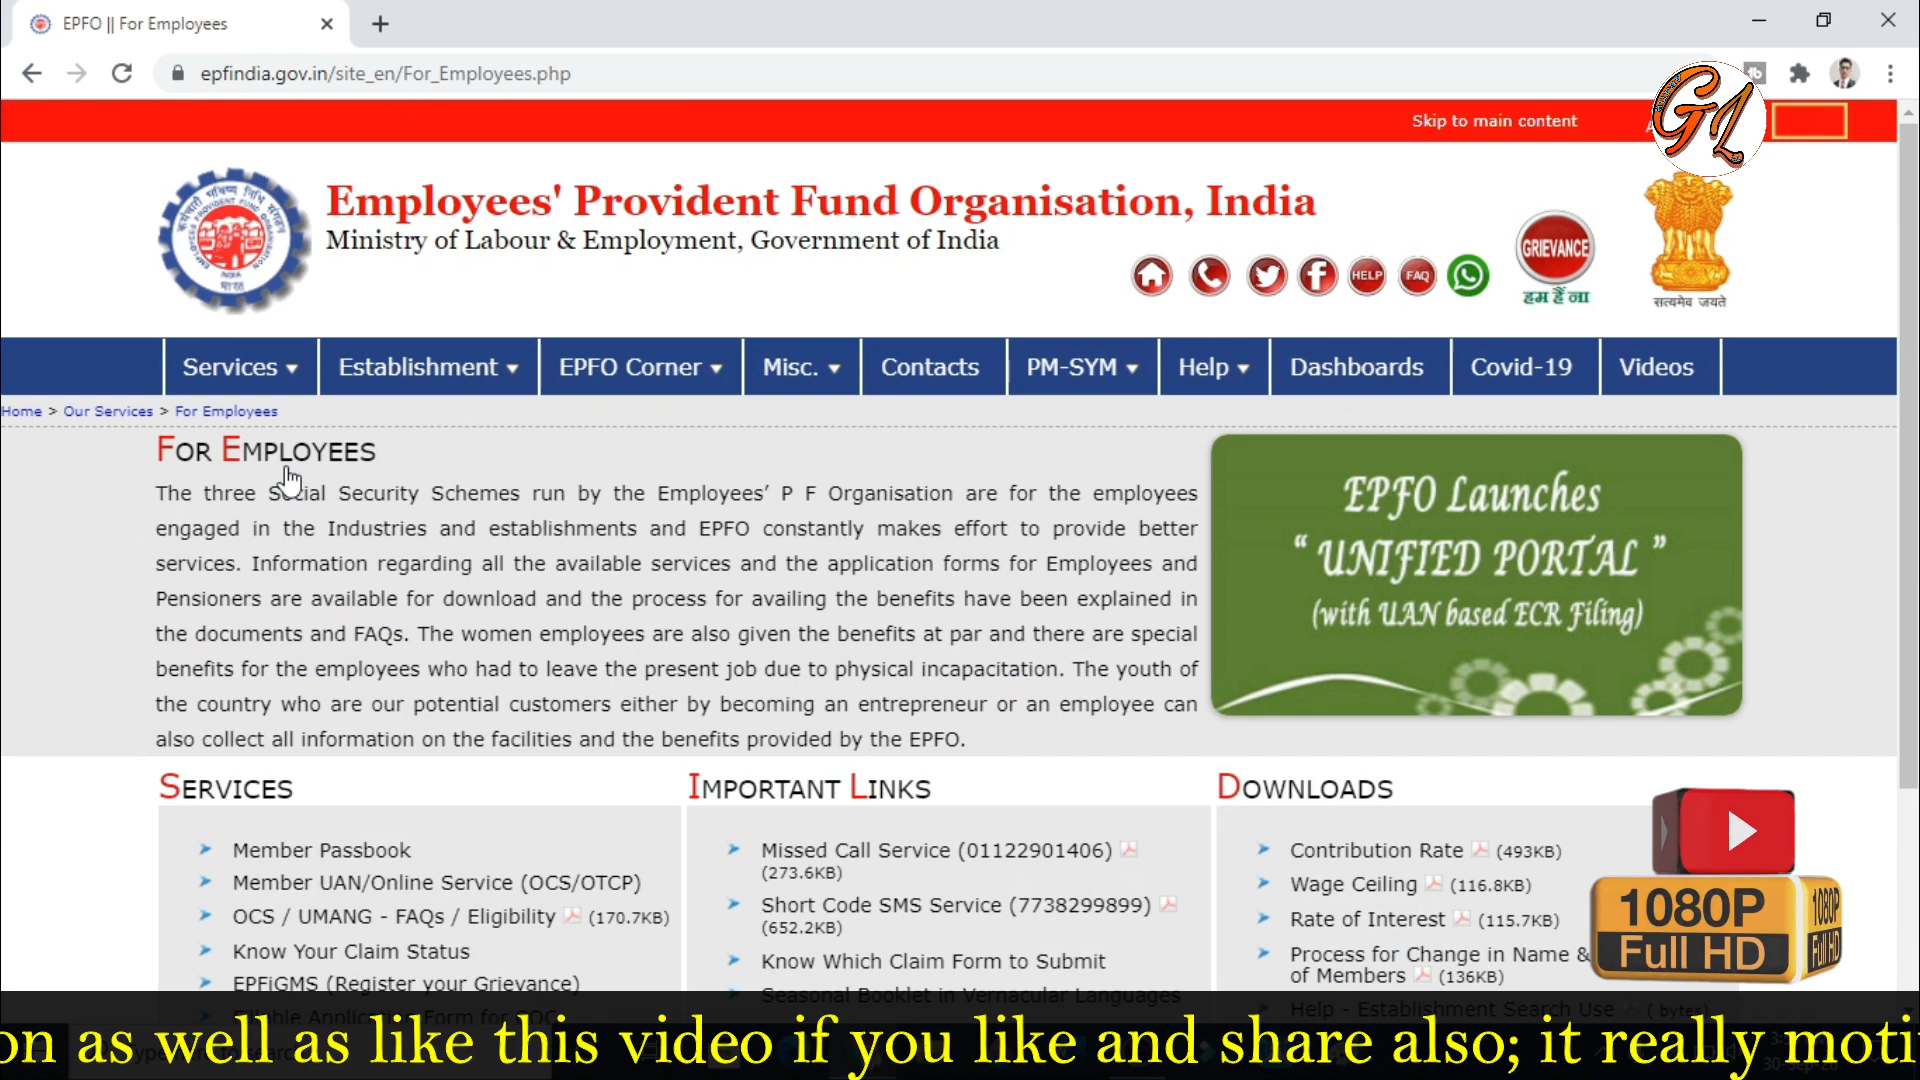 EPFO || For Employees
epfindia.gov.in/site_en/For_Employees.php
Skip to main content
GL
Employees' Provident Fund Organisation, India
Ministry of Labour & Employment, Government of India
HELP
FAQ
GRIEVANCE
हम हैं ना
सत्यमेव जयते
Services
Establishment
EPFO Corner
Misc.
Contacts
PM-SYM
Help
Dashboards
Covid-19
Videos
Home > Our Services > For Employees
FOR EMPLOYEES
The three Social Security Schemes run by the Employees’ P F Organisation are for the employees
engaged in the Industries and establishments and EPFO constantly makes effort to provide better
services. Information regarding all the available services and the application forms for Employees and
Pensioners are available for download and the process for availing the benefits have been explained in
the documents and FAQs. The women employees are also given the benefits at par and there are special
benefits for the employees who had to leave the present job due to physical incapacitation. The youth of
the country who are our potential customers either by becoming an entrepreneur or an employee can
also collect all information on the facilities and the benefits provided by the EPFO.
EPFO Launches
“ UNIFIED PORTAL ”
(with UAN based ECR Filing)
SERVICES
Member Passbook
Member UAN/Online Service (OCS/OTCP)
OCS / UMANG - FAQs / Eligibility (170.7KB)
Know Your Claim Status
EPFiGMS (Register your Grievance)
IMPORTANT LINKS
Missed Call Service (01122901406)
(273.6KB)
Short Code SMS Service (7738299899)
(652.2KB)
Know Which Claim Form to Submit
Seasonal Booklet in Vernacular Languages
DOWNLOADS
Contribution Rate (493KB)
Wage Ceiling (116.8KB)
Rate of Interest (115.7KB)
Process for Change in Name &
of Members (136KB)
Help - Establishment Search Use ( bytes)
1080P
Full HD
1080P
Full HD
on as well as like this video if you like and share also; it really moti